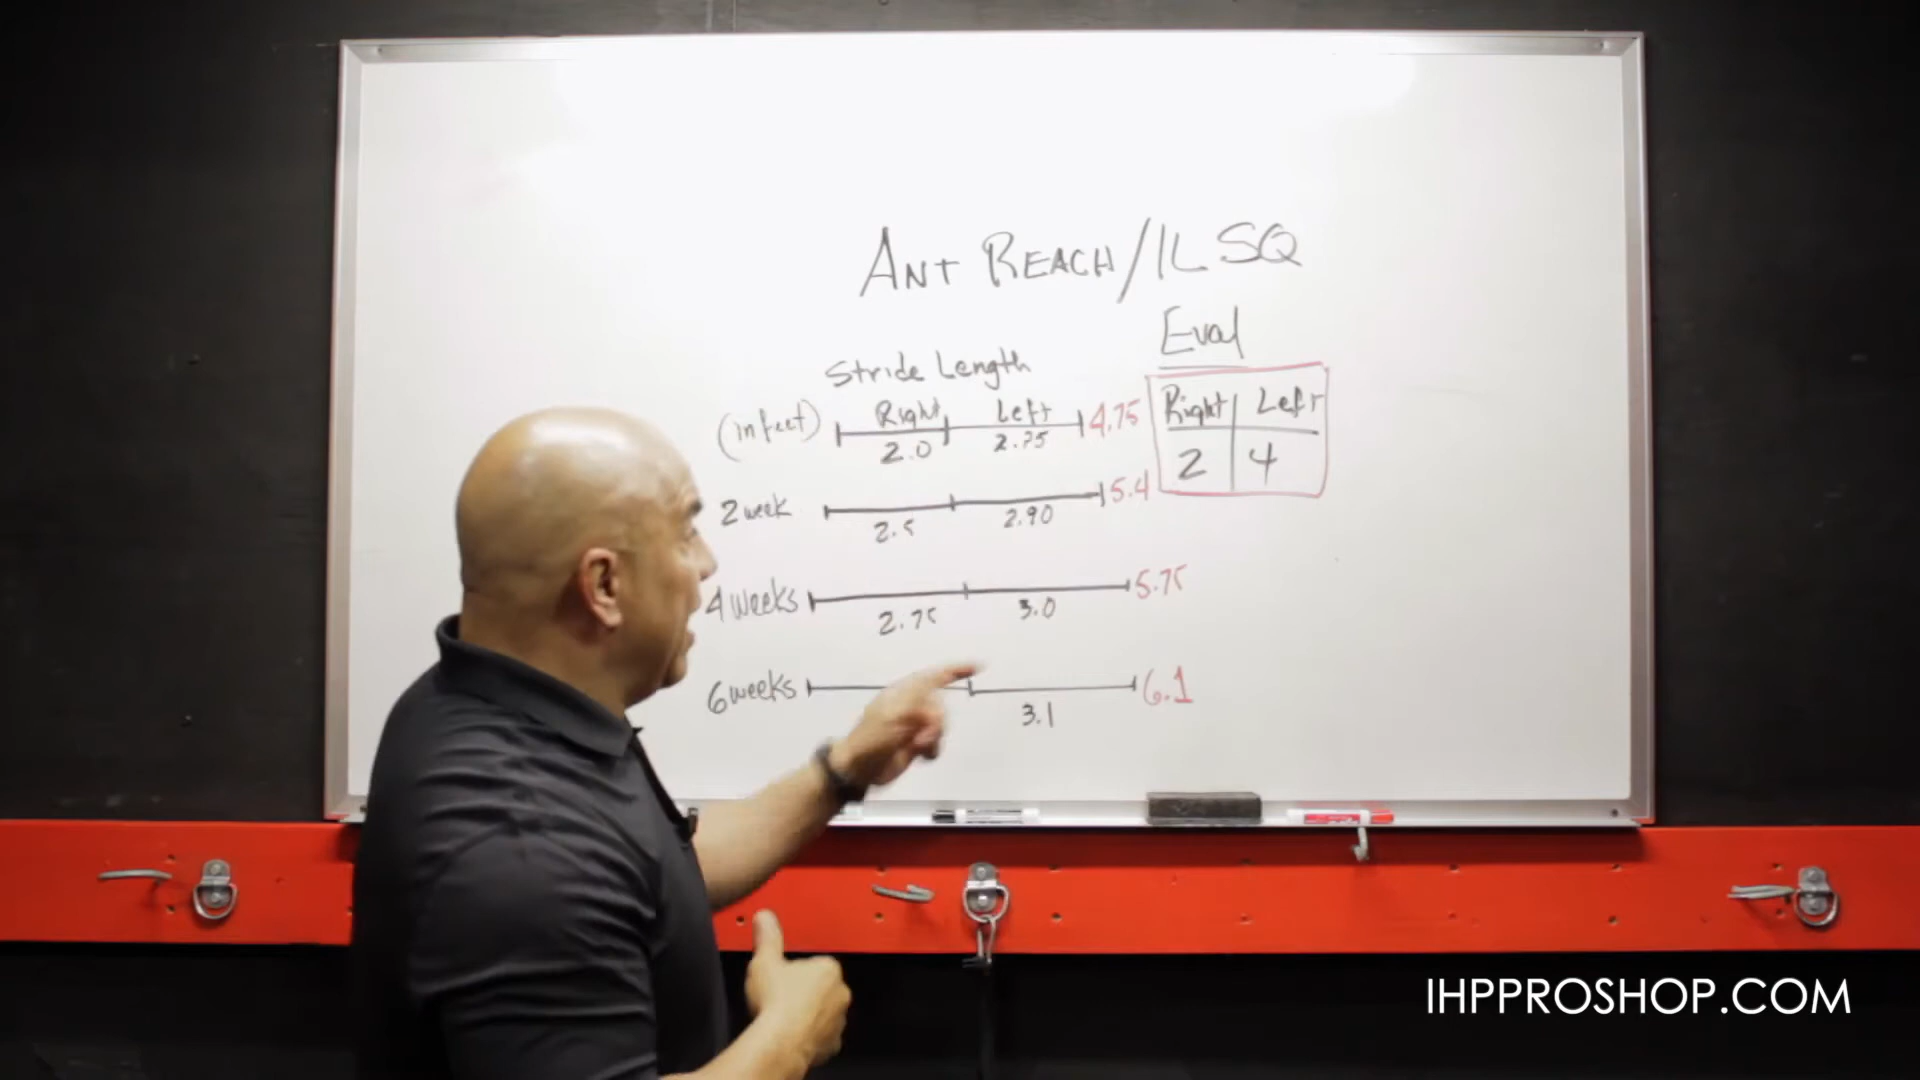 ANT REACH/1L SQ
Eval
Stride Length
Right Left
2 4
(in feet) Right Left 4.75
2.0 2.75
2 week 5.4
2.5 2.90
4 weeks 5.75
2.75 3.0
6 weeks 6.1
3.1
IHPPROSHOP.COM